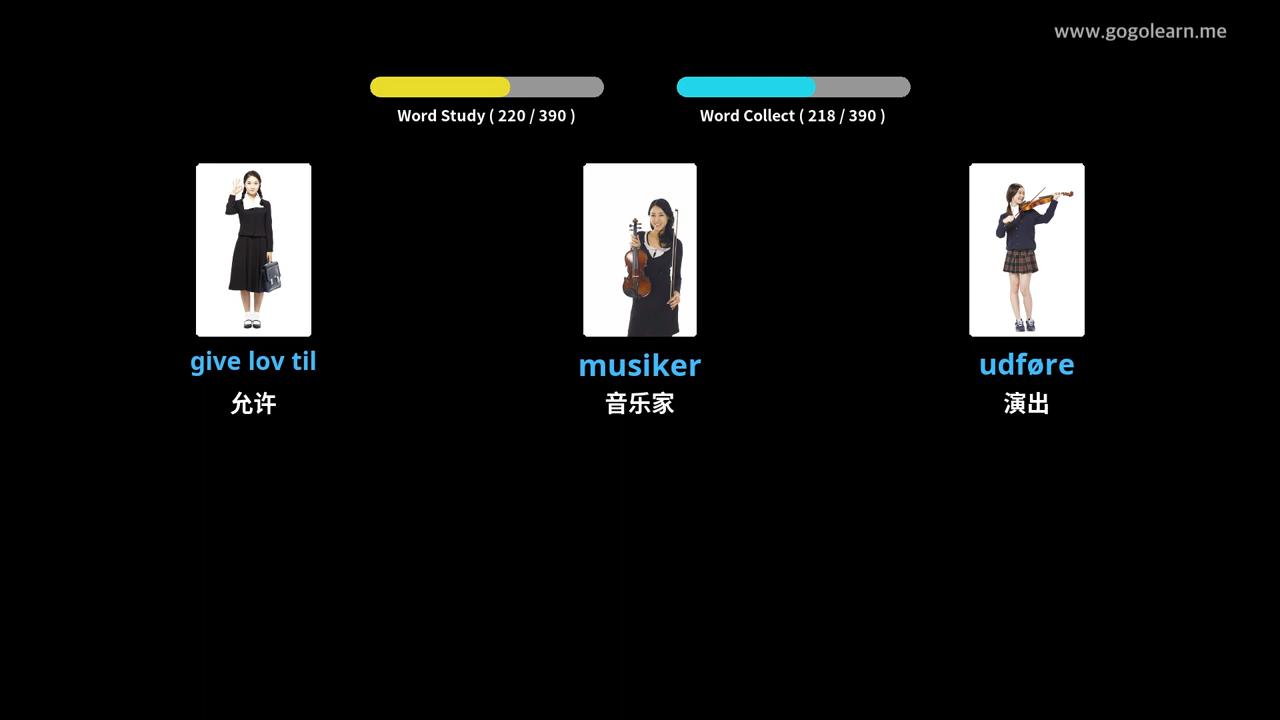 www.gogolearn.me
Word Study ( 220 / 390 )
Word Collect ( 218 / 390 )
give lov til
musiker
udføre
允许
音乐家
演出